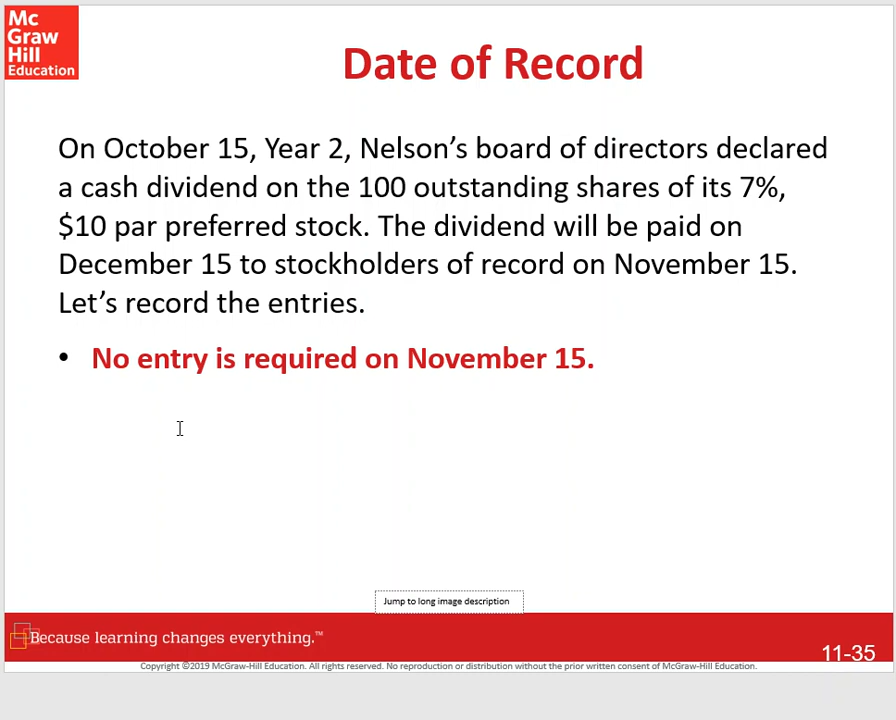 Mc
Graw
Hill
Education
Date of Record
On October 15, Year 2, Nelson’s board of directors declared
a cash dividend on the 100 outstanding shares of its 7%,
$10 par preferred stock. The dividend will be paid on
December 15 to stockholders of record on November 15.
Let’s record the entries.
• No entry is required on November 15.
Jump to long image description
Because learning changes everything.™
11-35
Copyright ©2019 McGraw-Hill Education. All rights reserved. No reproduction or distribution without the prior written consent of McGraw-Hill Education.